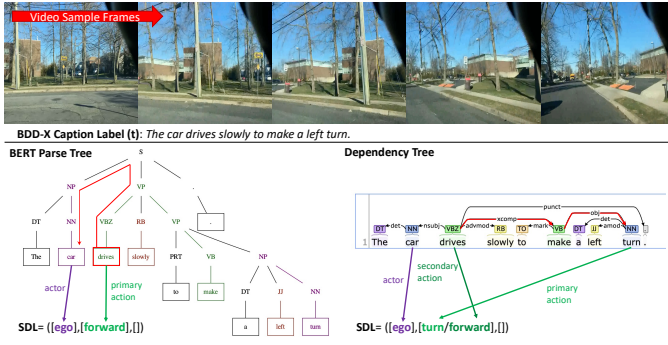 Video Sample Frames
BDD-X Caption Label (t): The car drives slowly to make a left turn.
BERT Parse Tree
S
NP VP .
DT NN VBZ RB VP .
The car drives slowly PRT VB NP
to make DT JJ NN
a left turn
actor primary action
SDL= ([ego],[forward],[])
Dependency Tree
punct
xcomp obj
det nsubj advmod mark det amod
DT NN VBZ RB TO VB DT JJ NN .
1 The car drives slowly to make a left turn .
actor secondary action primary action
SDL= ([ego],[turn/forward],[])